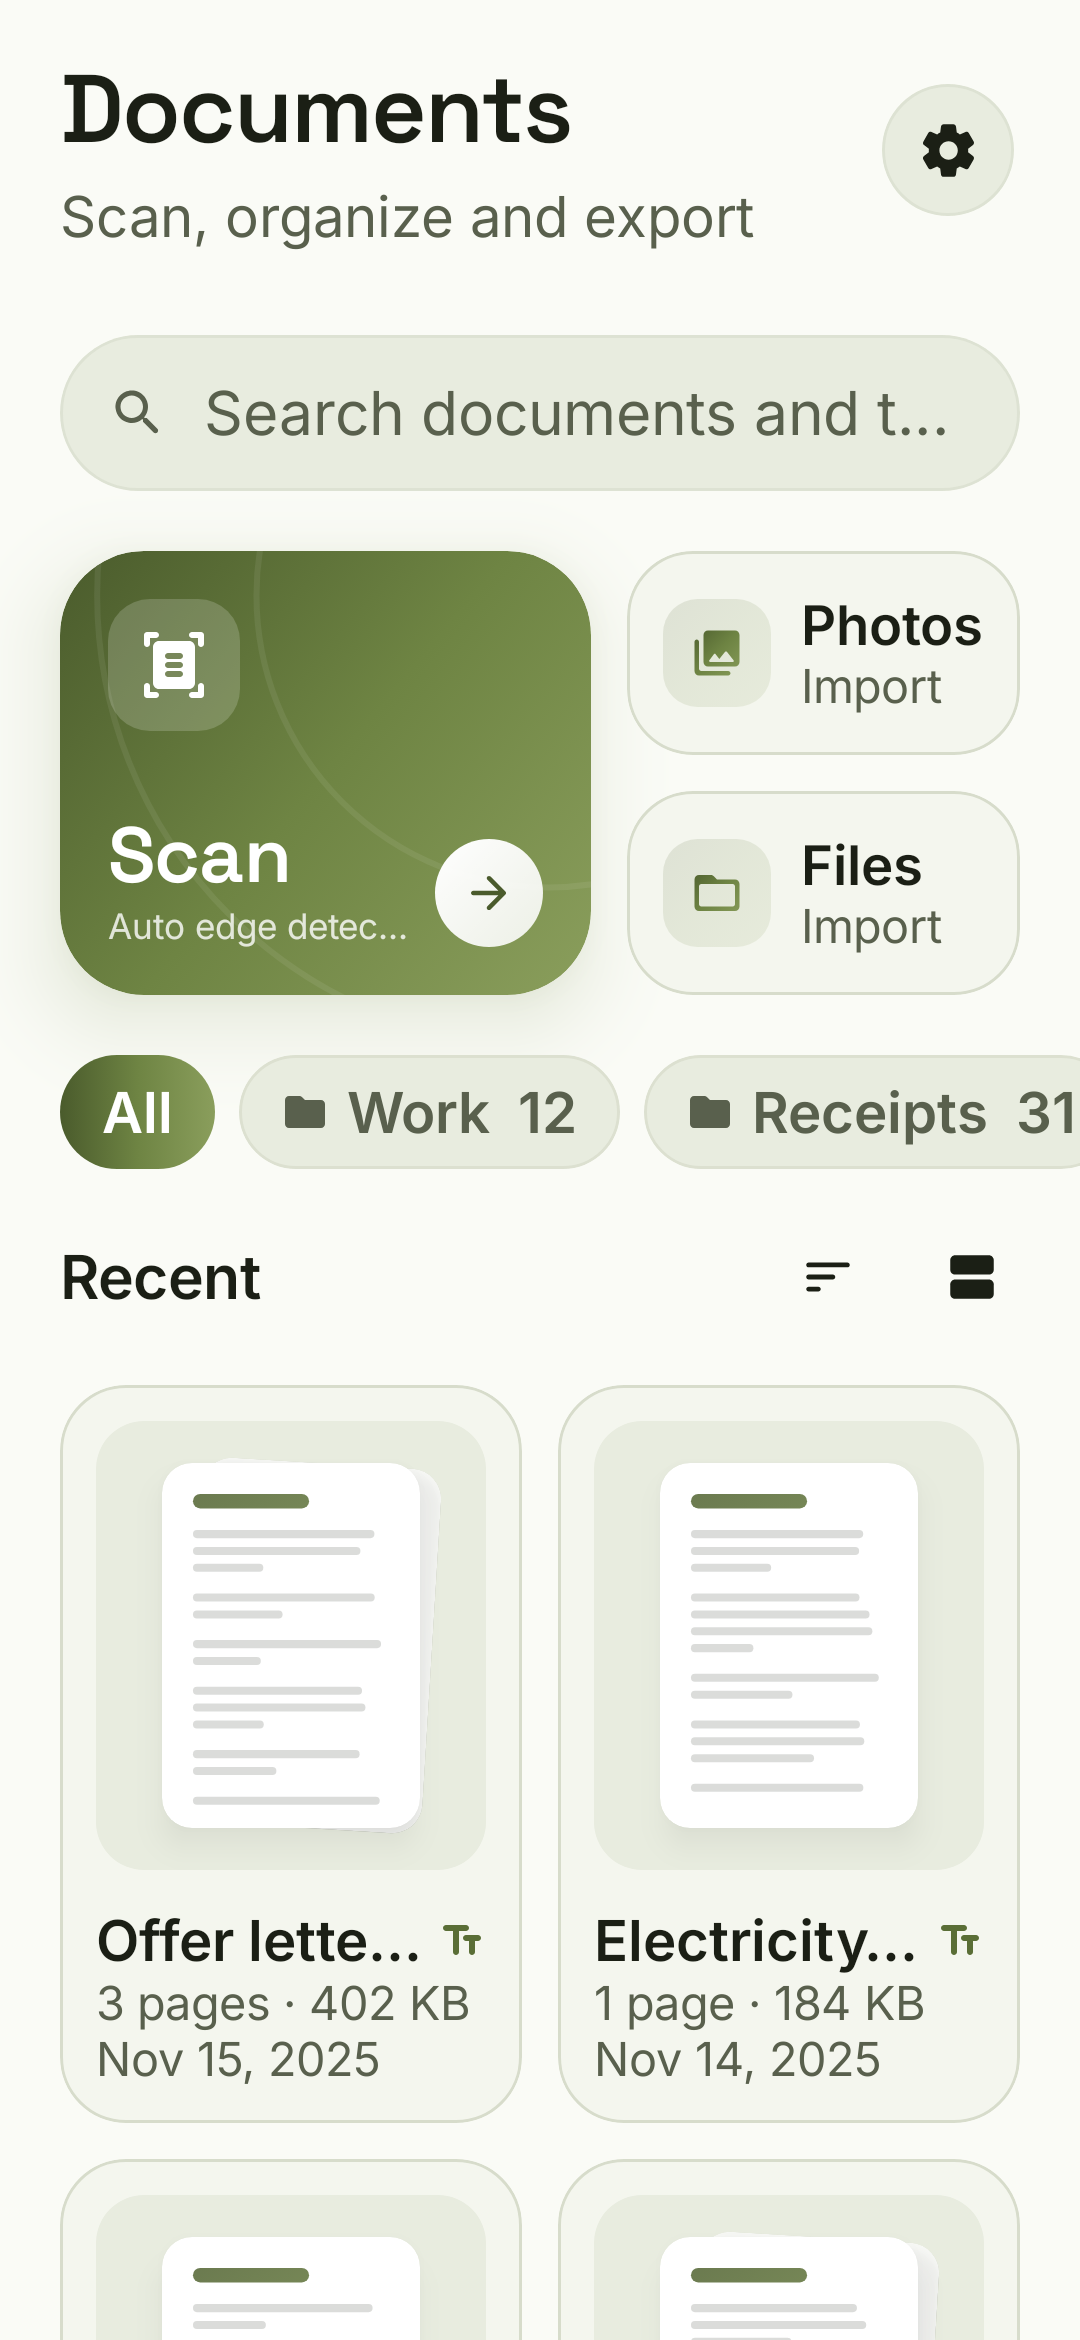 Documents
Scan, organize and export
Search documents and t...
Scan
Auto edge detec...
Photos
Import
Files
Import
All
Work 12
Receipts 31
Recent
Offer lette...
3 pages · 402 KB
Nov 15, 2025
Electricity...
1 page · 184 KB
Nov 14, 2025